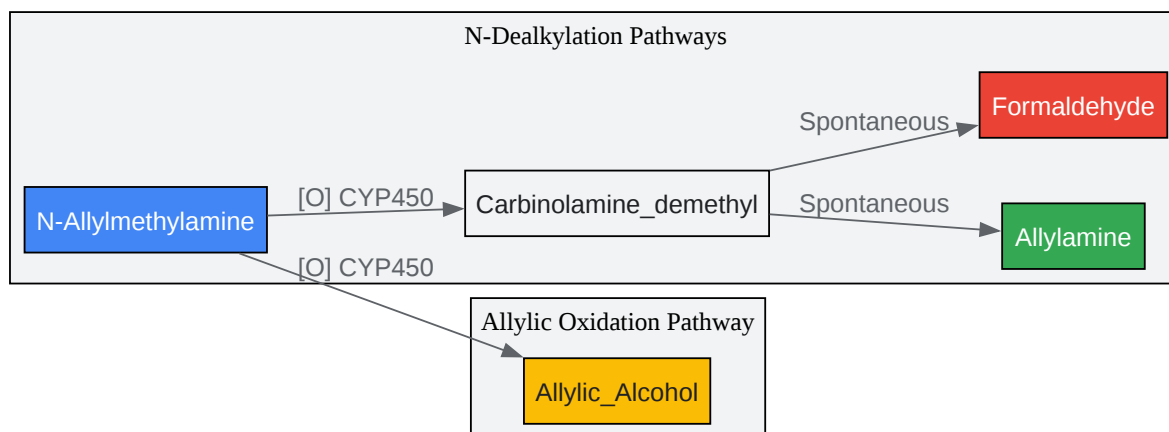 N-Dealkylation Pathways
Formaldehyde
Spontaneous
[O] CYP450
Carbinolamine_demethyl
Spontaneous
N-Allylmethylamine
Allylamine
[O] CYP450
Allylic Oxidation Pathway
Allylic_Alcohol